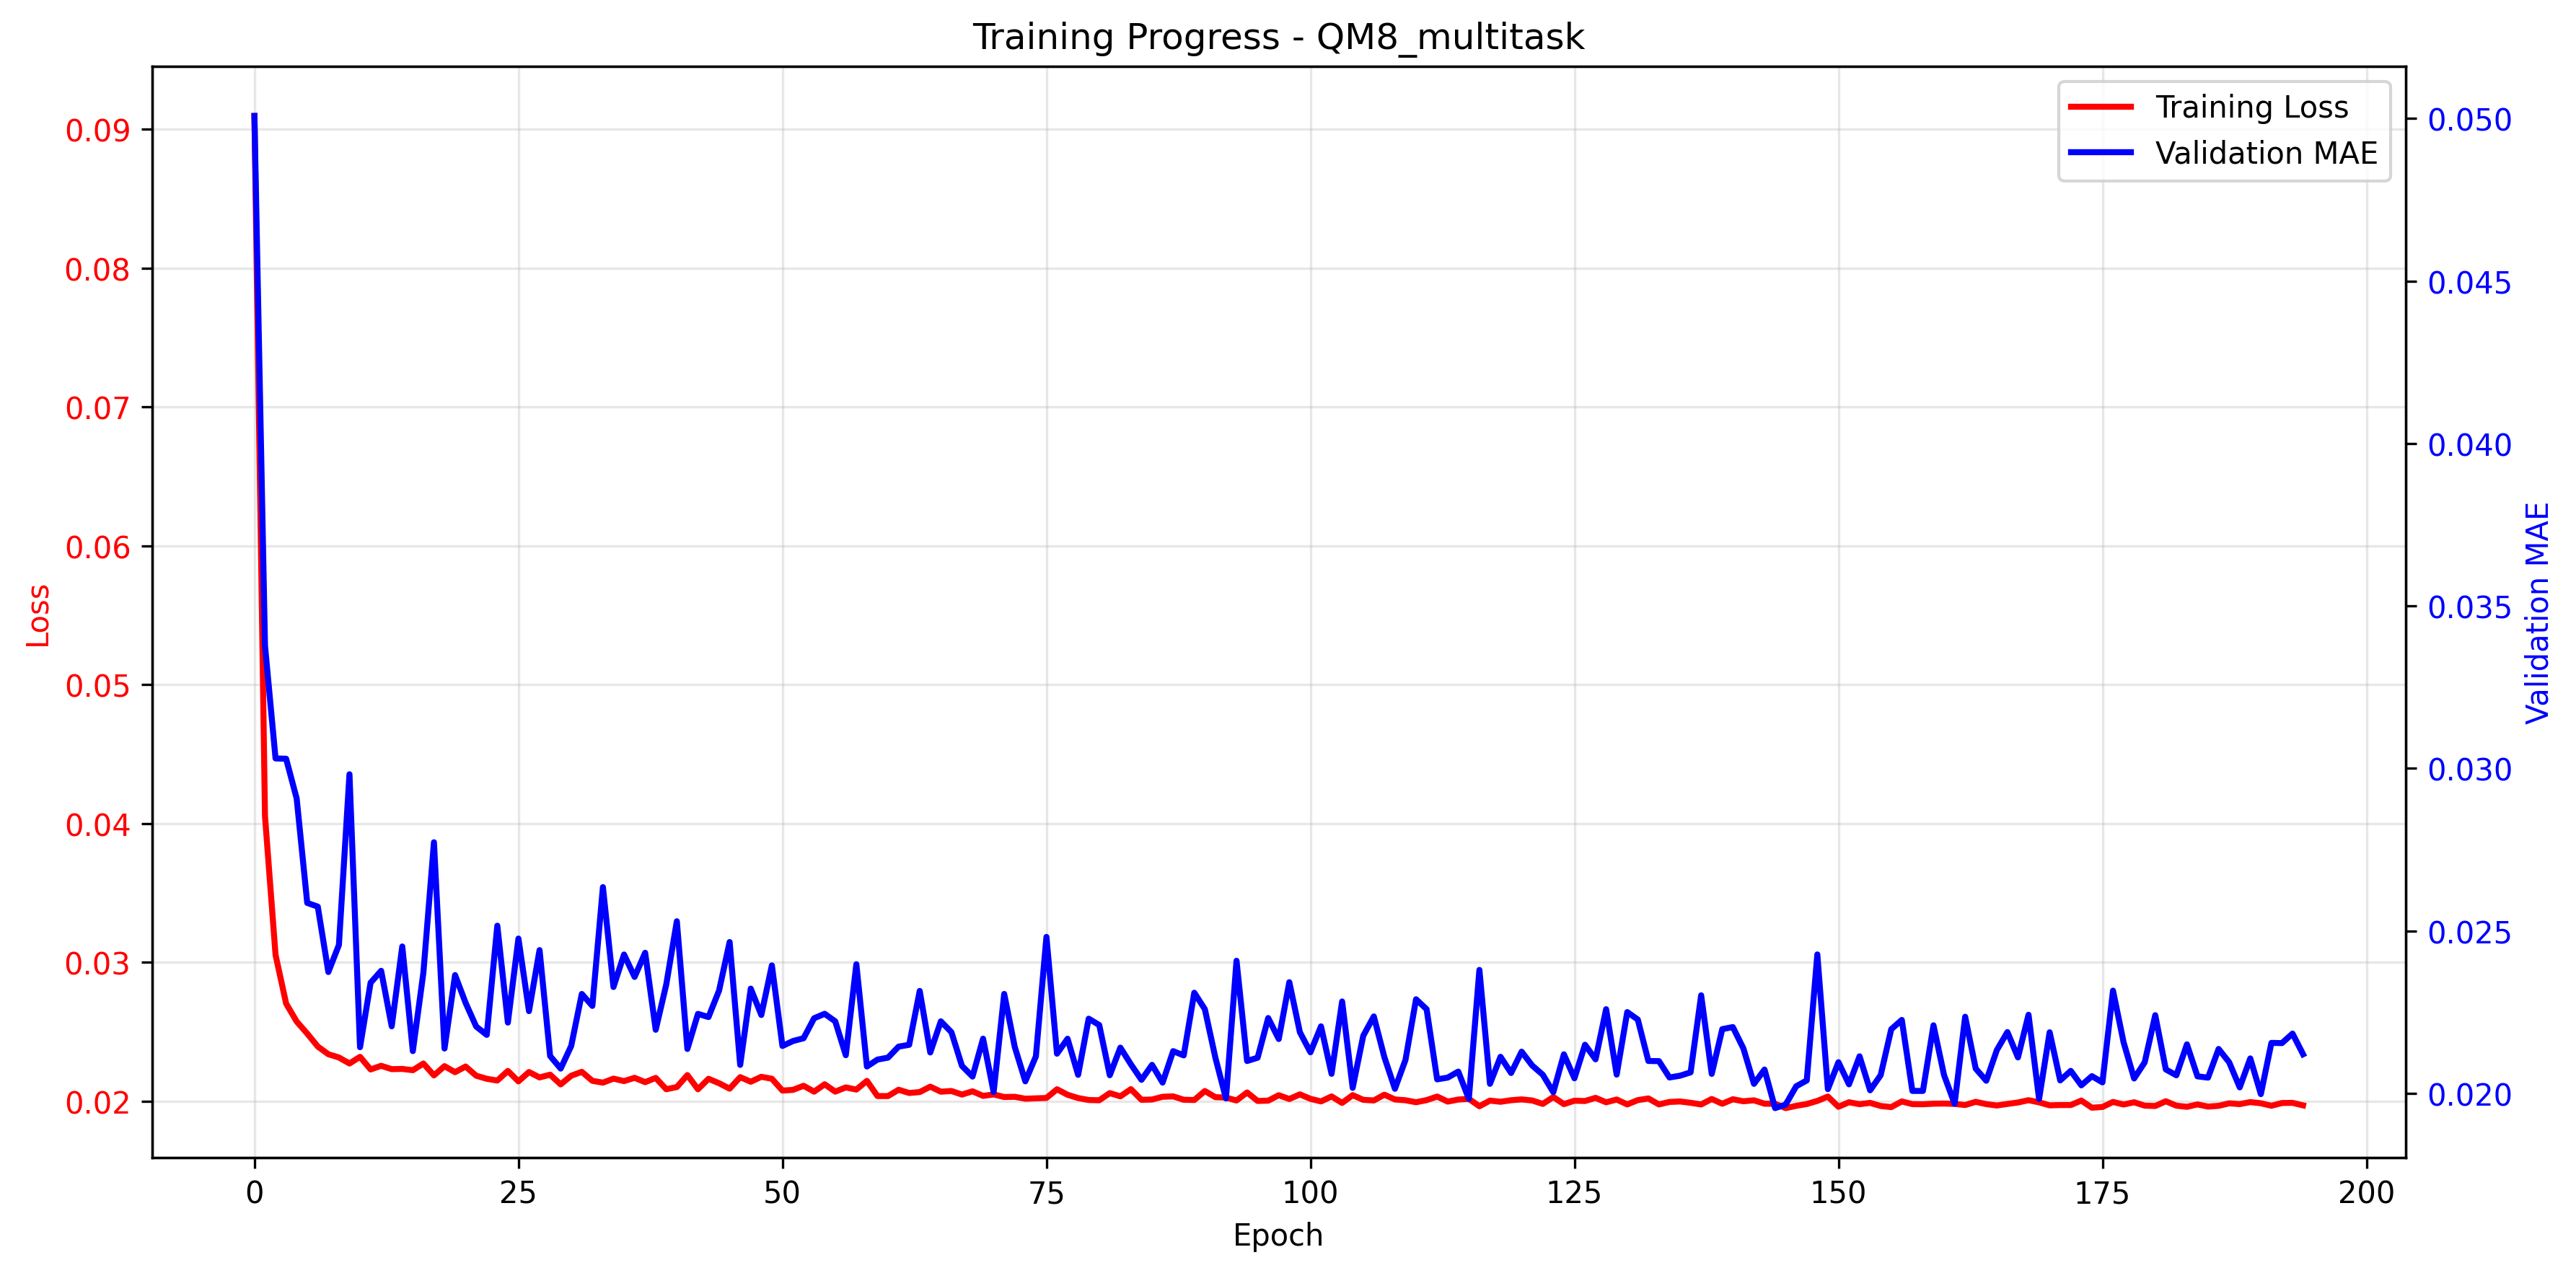 Training Progress - QM8_multitask
Training Loss
Validation MAE
0.09
0.08
0.07
0.06
0.05
0.04
0.03
0.02
Loss
0.050
0.045
0.040
0.035
0.030
0.025
0.020
Validation MAE
0 25 50 75 100 125 150 175 200
Epoch